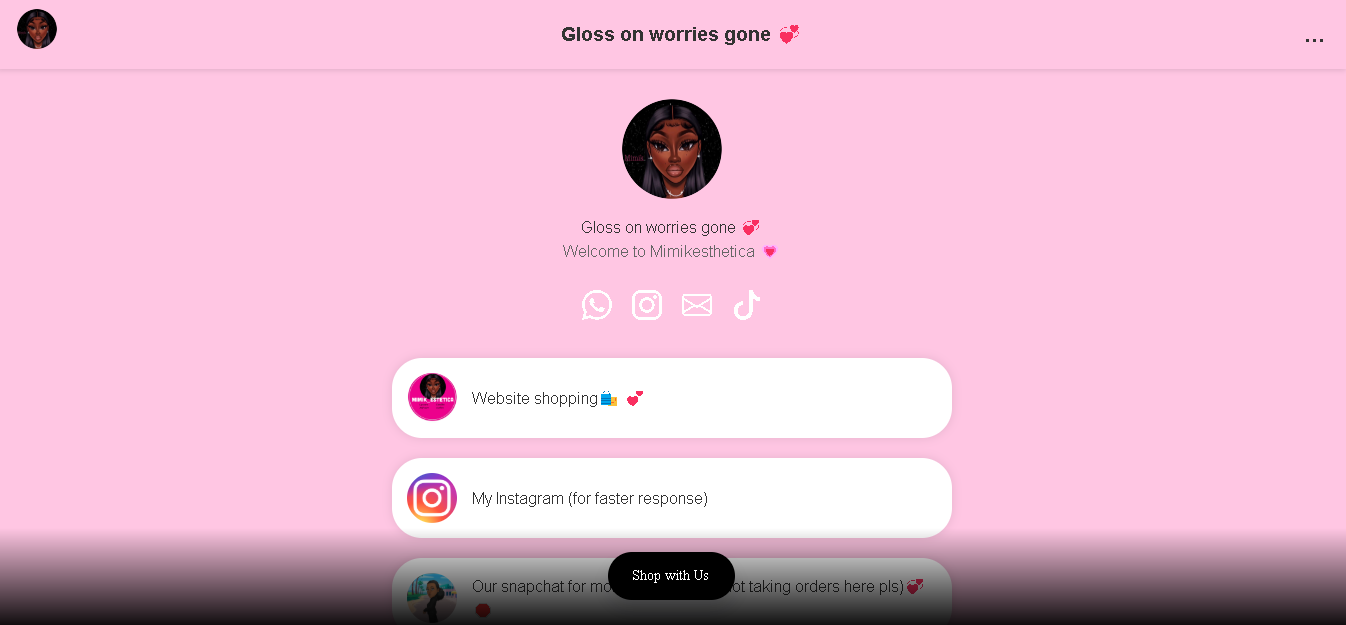 Gloss on worries gone 💞
...
Gloss on worries gone 💞
Welcome to Mimikesthetica 💗
Website shopping🛍️ 💕
My Instagram (for faster response)
Our snapchat for mo
ot taking orders here pls)💞
🛑
Shop with Us